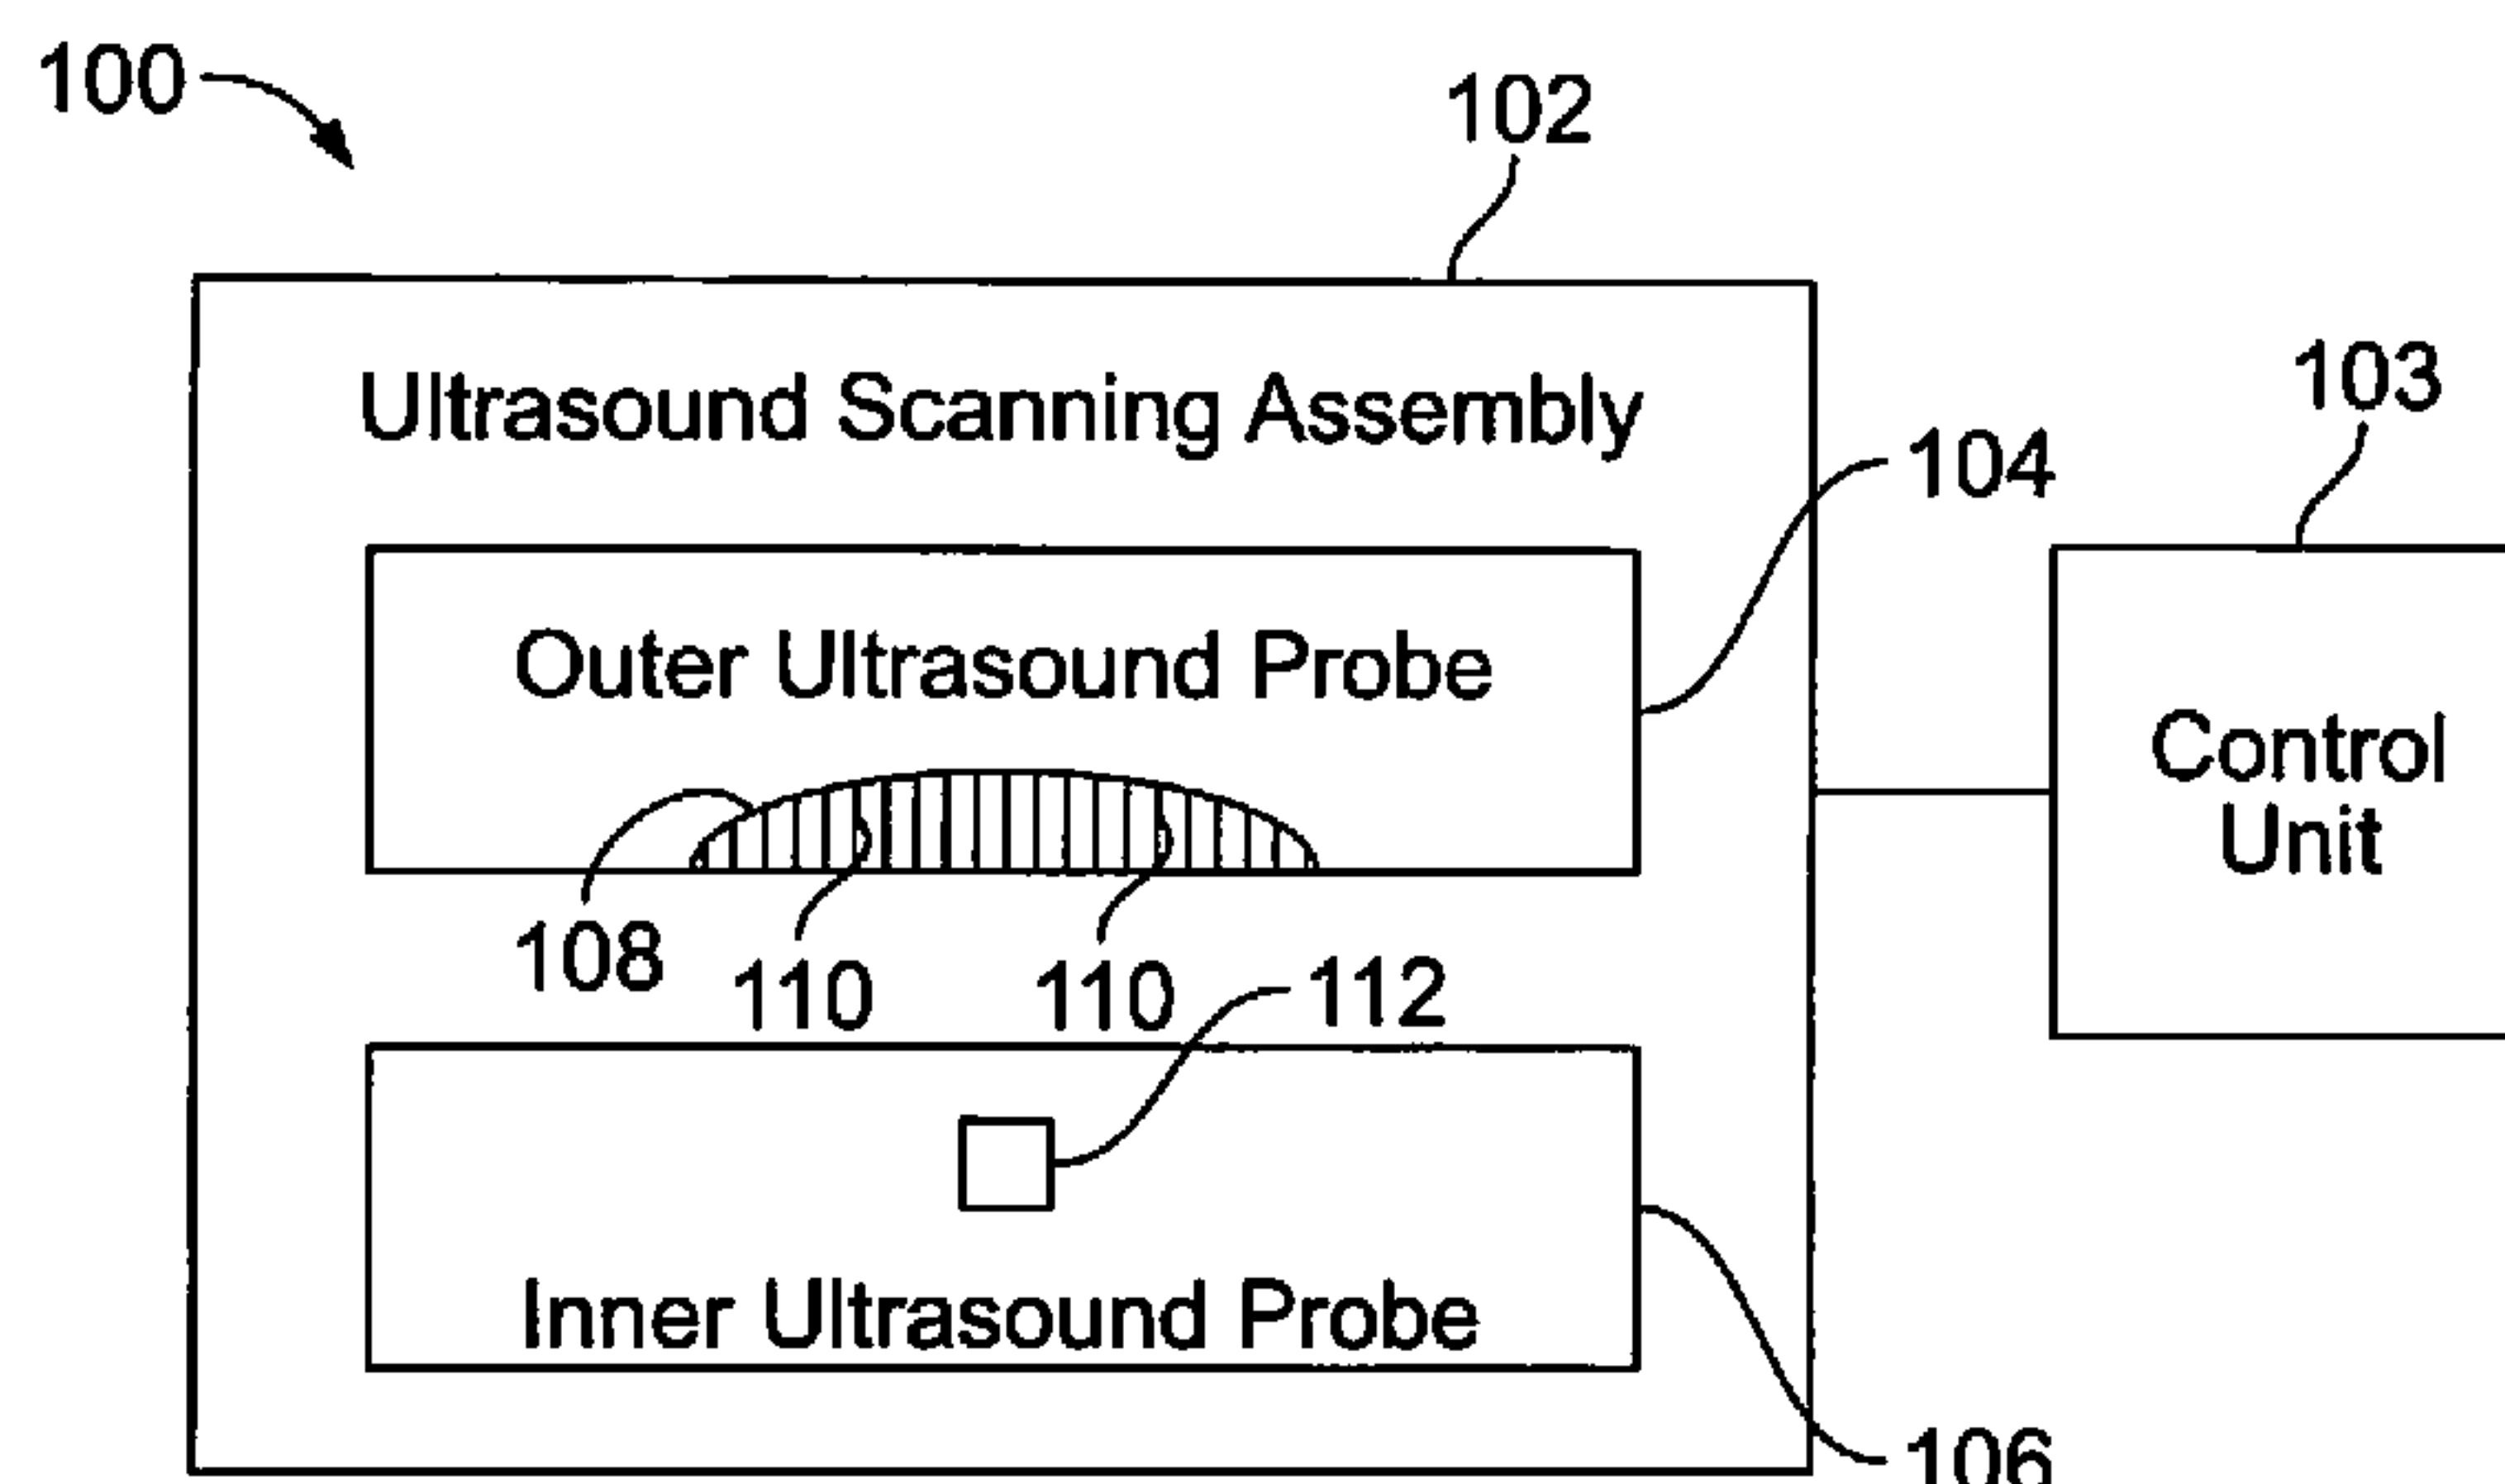 100
102
Ultrasound Scanning Assembly
103
104
Outer Ultrasound Probe
Control
Unit
108
110
110
112
Inner Ultrasound Probe
106